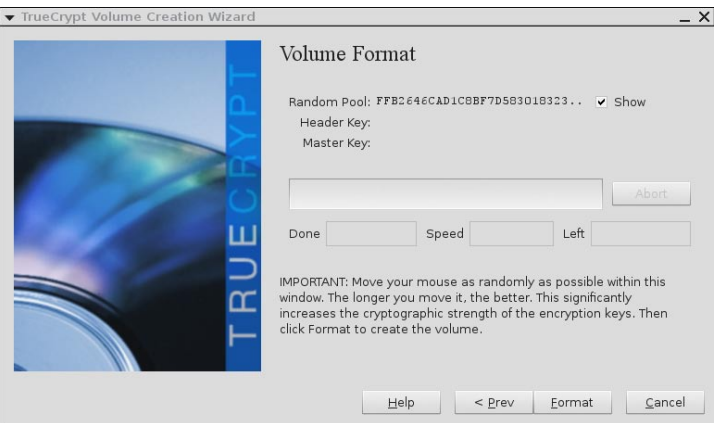 TrueCrypt Volume Creation Wizard
TRUECRYPT
Volume Format
Random Pool: FFB2646CAD1C8BF7D583018323.. Show
Header Key:
Master Key:
Abort
Done Speed Left
IMPORTANT: Move your mouse as randomly as possible within this
window. The longer you move it, the better. This significantly
increases the cryptographic strength of the encryption keys. Then
click Format to create the volume.
Help < Prev Format Cancel